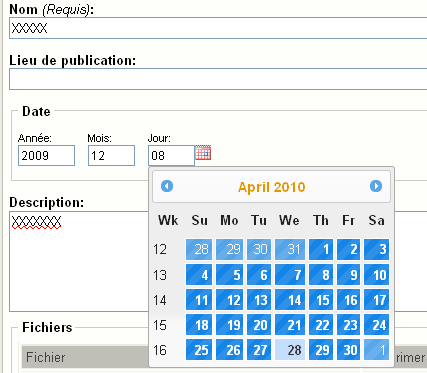 Nom (Requis):
XXXXX
Lieu de publication:
Date
Année: Mois: Jour:
2009 12 08
April 2010
Wk Su Mo Tu We Th Fr Sa
12 28 29 30 31 1 2 3
13 4 5 6 7 8 9 10
14 11 12 13 14 15 16 17
15 18 19 20 21 22 23 24
16 25 26 27 28 29 30 1
Description:
XXXXXXX
Fichiers
Fichier rimer